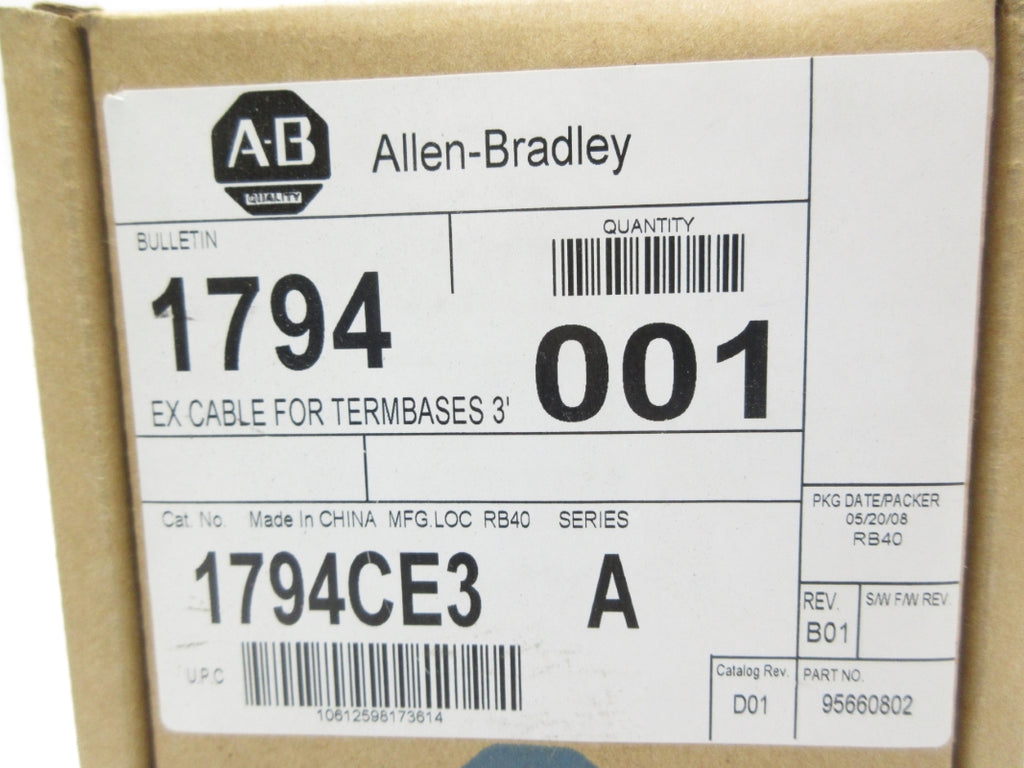 A·B
QUALITY
Allen-Bradley
BULLETIN
1794
EX CABLE FOR TERMBASES 3'
QUANTITY
001
Cat. No. Made In CHINA MFG.LOC RB40 SERIES
1794CE3 A
U.P.C
10612598173614
PKG DATE/PACKER
05/20/08
RB40
REV.
B01
S/W F/W REV.
Catalog Rev.
D01
PART NO.
95660802